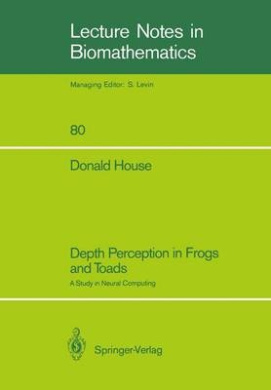 Lecture Notes in
Biomathematics
Managing Editor: S. Levin
80
Donald House
Depth Perception in Frogs
and Toads
A Study in Neural Computing
Springer-Verlag